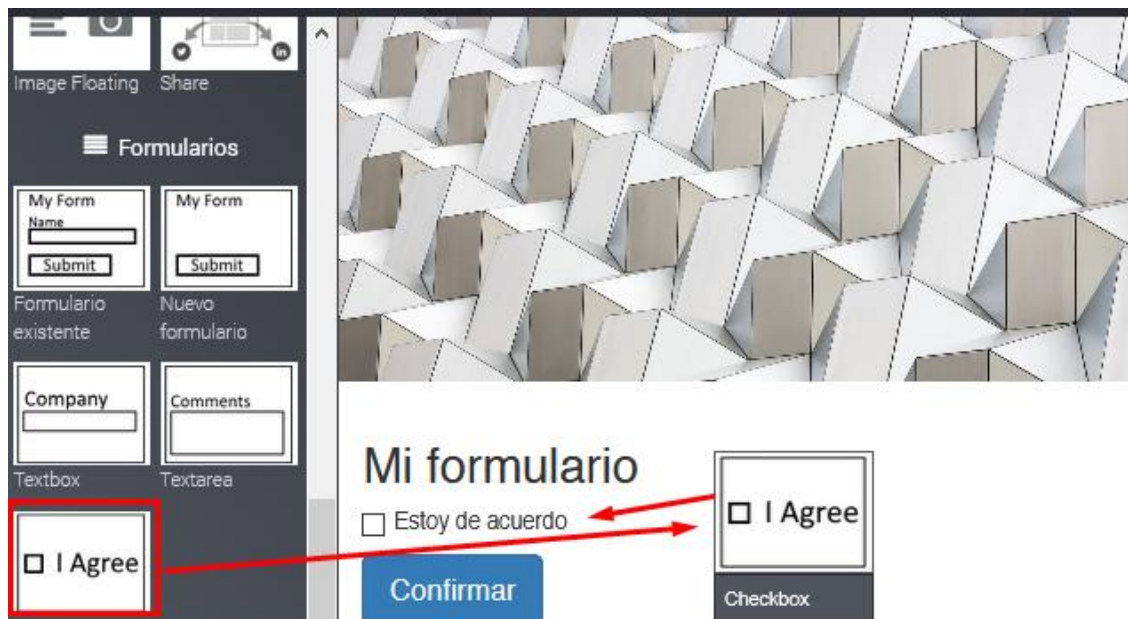 Image Floating
Share
Formularios
My Form
Name
Submit
My Form
Submit
Formulario
existente
Nuevo
formulario
Company
Comments
Textbox
Textarea
I Agree
Mi formulario
Estoy de acuerdo
Confirmar
I Agree
Checkbox